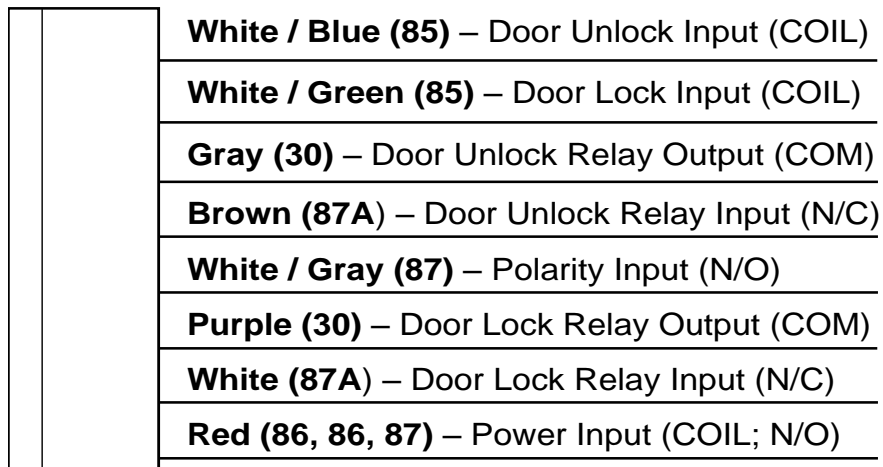 White / Blue (85) – Door Unlock Input (COIL)
White / Green (85) – Door Lock Input (COIL)
Gray (30) – Door Unlock Relay Output (COM)
Brown (87A) – Door Unlock Relay Input (N/C)
White / Gray (87) – Polarity Input (N/O)
Purple (30) – Door Lock Relay Output (COM)
White (87A) – Door Lock Relay Input (N/C)
Red (86, 86, 87) – Power Input (COIL; N/O)